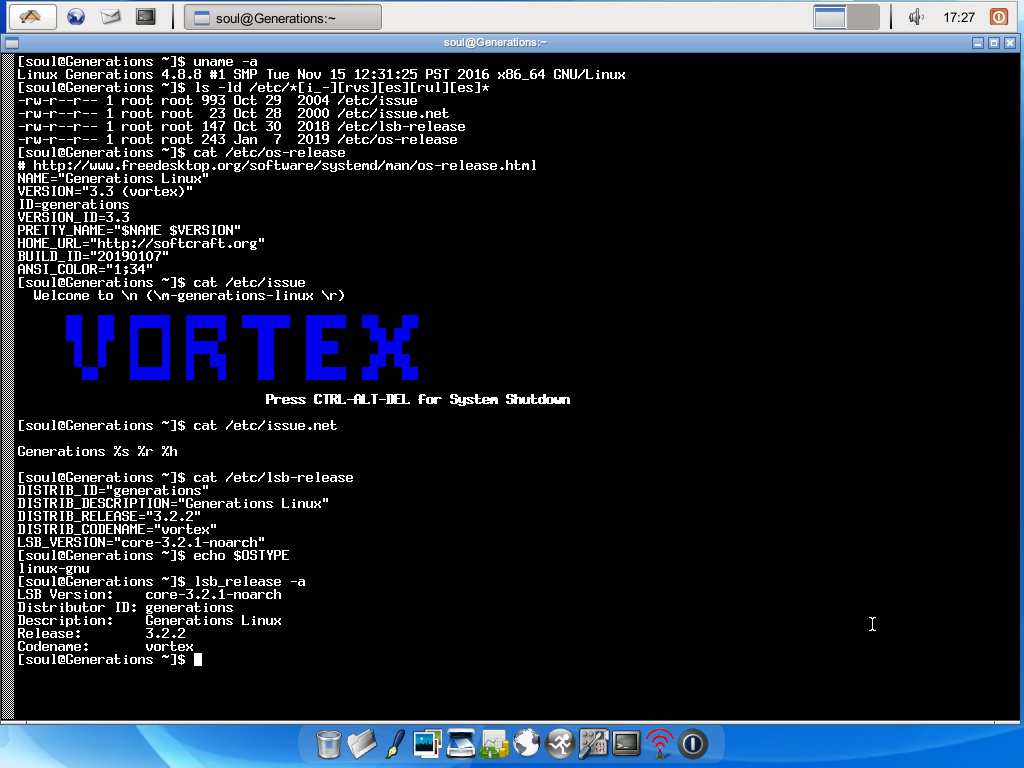 soul@Generations:~
17:27
soul@Generations:~
[soul@Generations ~]$ uname -a
Linux Generations 4.8.8 #1 SMP Tue Nov 15 12:31:25 PST 2016 x86_64 GNU/Linux
[soul@Generations ~]$ ls -ld /etc/*[i_-][rvs][es][rul][es]*
-rw-r--r-- 1 root root 993 Oct 29  2004 /etc/issue
-rw-r--r-- 1 root root  23 Oct 28  2000 /etc/issue.net
-rw-r--r-- 1 root root 147 Oct 30  2018 /etc/lsb-release
-rw-r--r-- 1 root root 243 Jan  7  2019 /etc/os-release
[soul@Generations ~]$ cat /etc/os-release
# http://www.freedesktop.org/software/systemd/man/os-release.html
NAME="Generations Linux"
VERSION="3.3 (vortex)"
ID=generations
VERSION_ID=3.3
PRETTY_NAME="$NAME $VERSION"
HOME_URL="http://softcraft.org"
BUILD_ID="20190107"
ANSI_COLOR="1;34"
[soul@Generations ~]$ cat /etc/issue
  Welcome to \n (\m-generations-linux \r)
VORTEX
Press CTRL-ALT-DEL for System Shutdown
[soul@Generations ~]$ cat /etc/issue.net
Generations %s %r %h
[soul@Generations ~]$ cat /etc/lsb-release
DISTRIB_ID="generations"
DISTRIB_DESCRIPTION="Generations Linux"
DISTRIB_RELEASE="3.2.2"
DISTRIB_CODENAME="vortex"
LSB_VERSION="core-3.2.1-noarch"
[soul@Generations ~]$ echo $OSTYPE
linux-gnu
[soul@Generations ~]$ lsb_release -a
LSB Version:    core-3.2.1-noarch
Distributor ID: generations
Description:    Generations Linux
Release:        3.2.2
Codename:       vortex
[soul@Generations ~]$